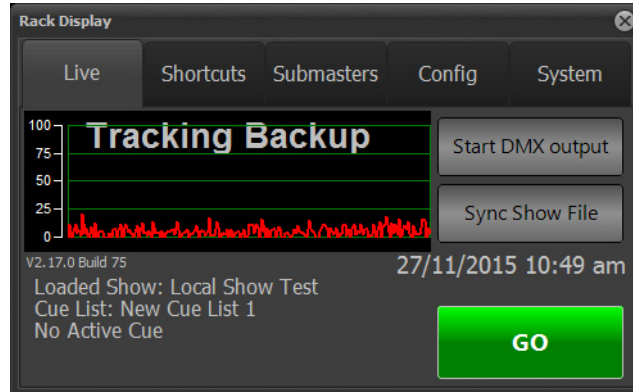 Rack Display
Live Shortcuts Submasters Config System
Tracking Backup
100
75
50
25
0
Start DMX output
Sync Show File
V2.17.0 Build 75
27/11/2015 10:49 am
Loaded Show: Local Show Test
Cue List: New Cue List 1
No Active Cue
GO